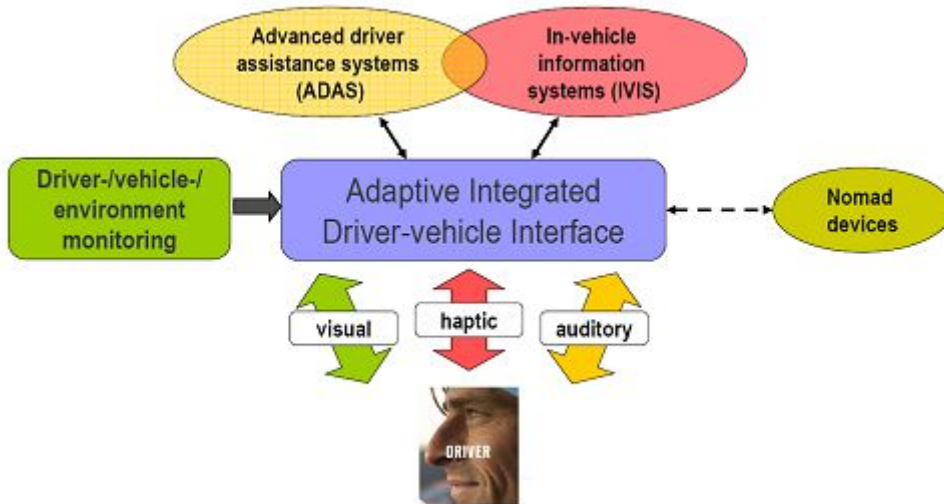 Advanced driver
assistance systems
(ADAS)
In-vehicle
information
systems (IVIS)
Driver-/vehicle-/
environment
monitoring
Adaptive Integrated
Driver-vehicle Interface
Nomad
devices
visual
haptic
auditory
DRIVER